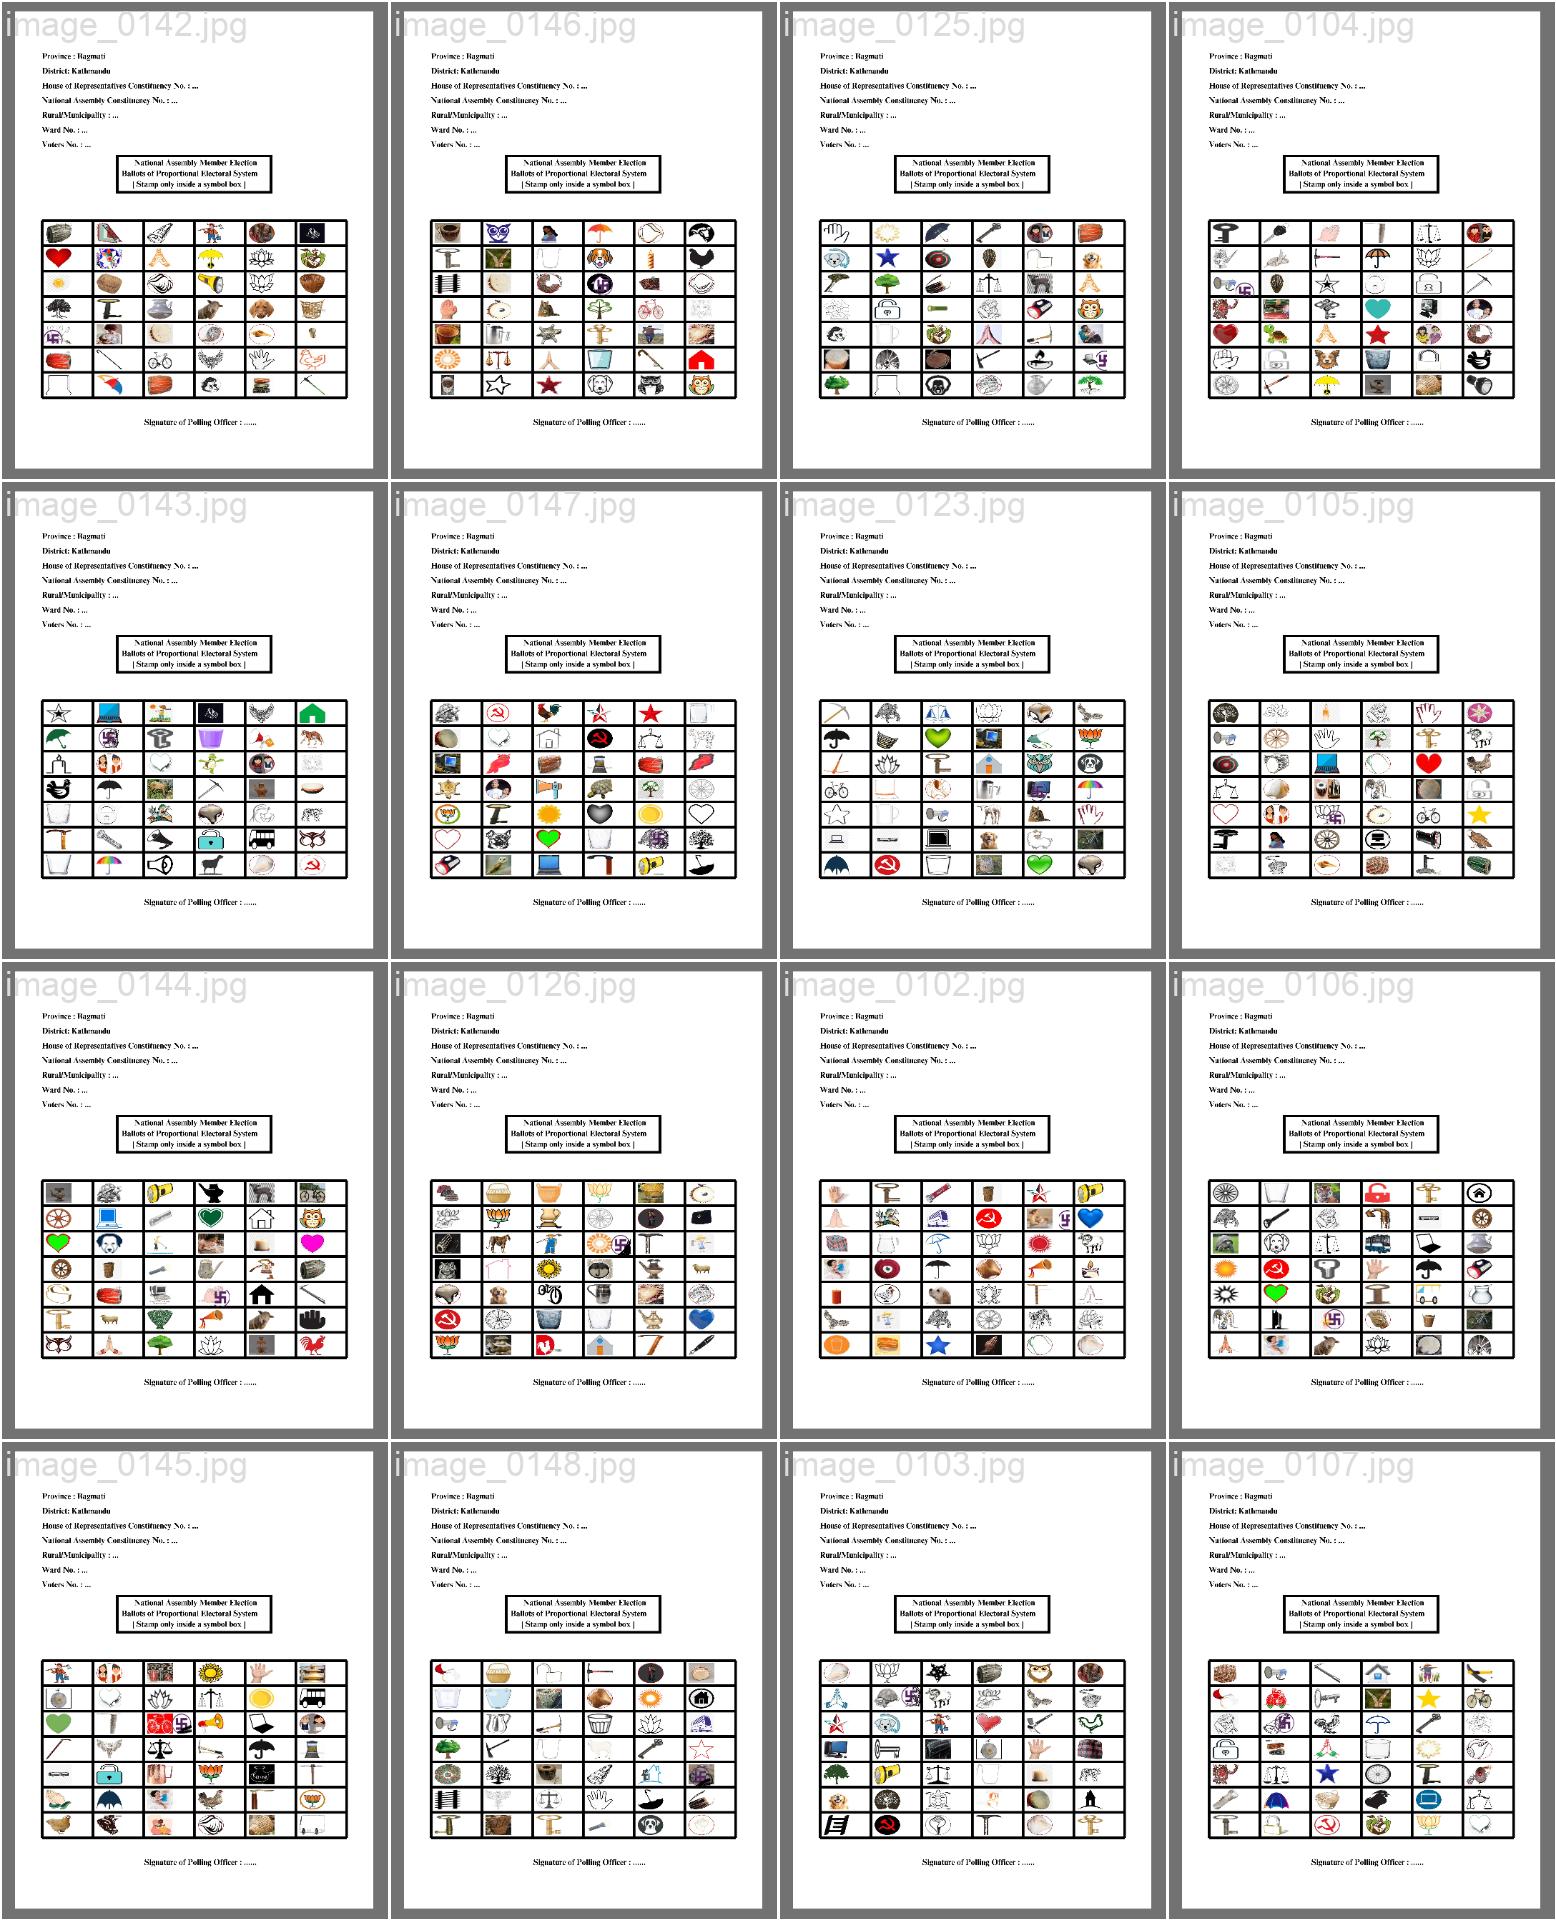 image_0142.jpg
Province : Bagmati
District: Kathmandu
House of Representatives Constituency No. : ...
National Assembly Constituency No. : ...
Rural/Municipality : ...
Ward No. : ...
Voters No. : ...
National Assembly Member Election
Ballots of Proportional Electoral System
[ Stamp only inside a symbol box ]
Signature of Polling Officer : ......
image_0146.jpg
Province : Bagmati
District: Kathmandu
House of Representatives Constituency No. : ...
National Assembly Constituency No. : ...
Rural/Municipality : ...
Ward No. : ...
Voters No. : ...
National Assembly Member Election
Ballots of Proportional Electoral System
[ Stamp only inside a symbol box ]
Signature of Polling Officer : ......
image_0125.jpg
Province : Bagmati
District: Kathmandu
House of Representatives Constituency No. : ...
National Assembly Constituency No. : ...
Rural/Municipality : ...
Ward No. : ...
Voters No. : ...
National Assembly Member Election
Ballots of Proportional Electoral System
[ Stamp only inside a symbol box ]
Signature of Polling Officer : ......
image_0104.jpg
Province : Bagmati
District: Kathmandu
House of Representatives Constituency No. : ...
National Assembly Constituency No. : ...
Rural/Municipality : ...
Ward No. : ...
Voters No. : ...
National Assembly Member Election
Ballots of Proportional Electoral System
[ Stamp only inside a symbol box ]
Signature of Polling Officer : ......
image_0143.jpg
Province : Bagmati
District: Kathmandu
House of Representatives Constituency No. : ...
National Assembly Constituency No. : ...
Rural/Municipality : ...
Ward No. : ...
Voters No. : ...
National Assembly Member Election
Ballots of Proportional Electoral System
[ Stamp only inside a symbol box ]
Signature of Polling Officer : ......
image_0147.jpg
Province : Bagmati
District: Kathmandu
House of Representatives Constituency No. : ...
National Assembly Constituency No. : ...
Rural/Municipality : ...
Ward No. : ...
Voters No. : ...
National Assembly Member Election
Ballots of Proportional Electoral System
[ Stamp only inside a symbol box ]
Signature of Polling Officer : ......
image_0123.jpg
Province : Bagmati
District: Kathmandu
House of Representatives Constituency No. : ...
National Assembly Constituency No. : ...
Rural/Municipality : ...
Ward No. : ...
Voters No. : ...
National Assembly Member Election
Ballots of Proportional Electoral System
[ Stamp only inside a symbol box ]
Signature of Polling Officer : ......
image_0105.jpg
Province : Bagmati
District: Kathmandu
House of Representatives Constituency No. : ...
National Assembly Constituency No. : ...
Rural/Municipality : ...
Ward No. : ...
Voters No. : ...
National Assembly Member Election
Ballots of Proportional Electoral System
[ Stamp only inside a symbol box ]
Signature of Polling Officer : ......
image_0144.jpg
Province : Bagmati
District: Kathmandu
House of Representatives Constituency No. : ...
National Assembly Constituency No. : ...
Rural/Municipality : ...
Ward No. : ...
Voters No. : ...
National Assembly Member Election
Ballots of Proportional Electoral System
[ Stamp only inside a symbol box ]
Signature of Polling Officer : ......
image_0126.jpg
Province : Bagmati
District: Kathmandu
House of Representatives Constituency No. : ...
National Assembly Constituency No. : ...
Rural/Municipality : ...
Ward No. : ...
Voters No. : ...
National Assembly Member Election
Ballots of Proportional Electoral System
[ Stamp only inside a symbol box ]
Signature of Polling Officer : ......
image_0102.jpg
Province : Bagmati
District: Kathmandu
House of Representatives Constituency No. : ...
National Assembly Constituency No. : ...
Rural/Municipality : ...
Ward No. : ...
Voters No. : ...
National Assembly Member Election
Ballots of Proportional Electoral System
[ Stamp only inside a symbol box ]
Signature of Polling Officer : ......
image_0106.jpg
Province : Bagmati
District: Kathmandu
House of Representatives Constituency No. : ...
National Assembly Constituency No. : ...
Rural/Municipality : ...
Ward No. : ...
Voters No. : ...
National Assembly Member Election
Ballots of Proportional Electoral System
[ Stamp only inside a symbol box ]
Signature of Polling Officer : ......
image_0145.jpg
Province : Bagmati
District: Kathmandu
House of Representatives Constituency No. : ...
National Assembly Constituency No. : ...
Rural/Municipality : ...
Ward No. : ...
Voters No. : ...
National Assembly Member Election
Ballots of Proportional Electoral System
[ Stamp only inside a symbol box ]
Signature of Polling Officer : ......
image_0148.jpg
Province : Bagmati
District: Kathmandu
House of Representatives Constituency No. : ...
National Assembly Constituency No. : ...
Rural/Municipality : ...
Ward No. : ...
Voters No. : ...
National Assembly Member Election
Ballots of Proportional Electoral System
[ Stamp only inside a symbol box ]
Signature of Polling Officer : ......
image_0103.jpg
Province : Bagmati
District: Kathmandu
House of Representatives Constituency No. : ...
National Assembly Constituency No. : ...
Rural/Municipality : ...
Ward No. : ...
Voters No. : ...
National Assembly Member Election
Ballots of Proportional Electoral System
[ Stamp only inside a symbol box ]
Signature of Polling Officer : ......
image_0107.jpg
Province : Bagmati
District: Kathmandu
House of Representatives Constituency No. : ...
National Assembly Constituency No. : ...
Rural/Municipality : ...
Ward No. : ...
Voters No. : ...
National Assembly Member Election
Ballots of Proportional Electoral System
[ Stamp only inside a symbol box ]
Signature of Polling Officer : ......